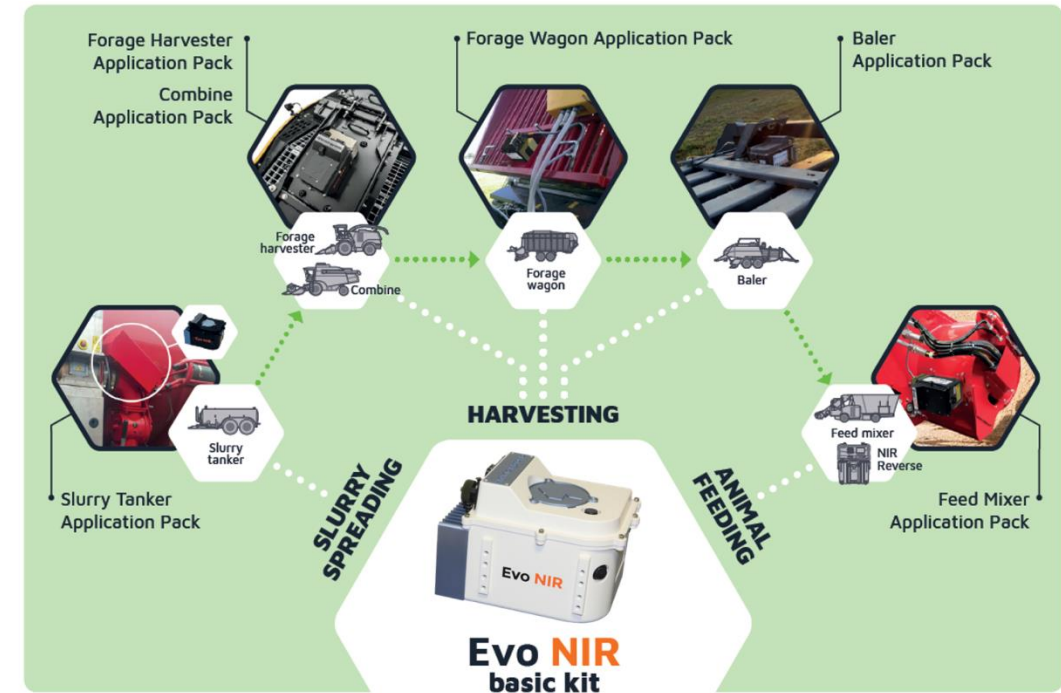 Forage Harvester
Application Pack
Combine
Application Pack
Forage Wagon Application Pack
Baler
Application Pack
Forage
harvester
Combine
Forage
wagon
Baler
Evo NIR
Slurry
tanker
Slurry Tanker
Application Pack
HARVESTING
SLURRY
SPREADING
ANIMAL
FEEDING
Feed mixer
NIR
Reverse
Feed Mixer
Application Pack
Evo NIR
Evo NIR
basic kit